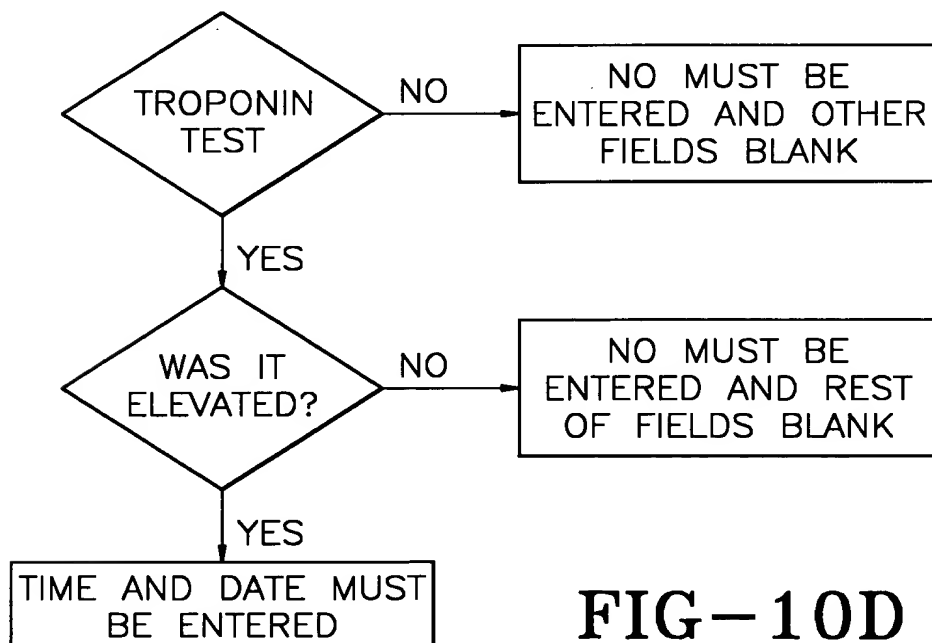 TROPONIN
TEST
NO
NO MUST BE
ENTERED AND OTHER
FIELDS BLANK
YES
WAS IT
ELEVATED?
NO
NO MUST BE
ENTERED AND REST
OF FIELDS BLANK
YES
TIME AND DATE MUST
BE ENTERED
FIG-10D